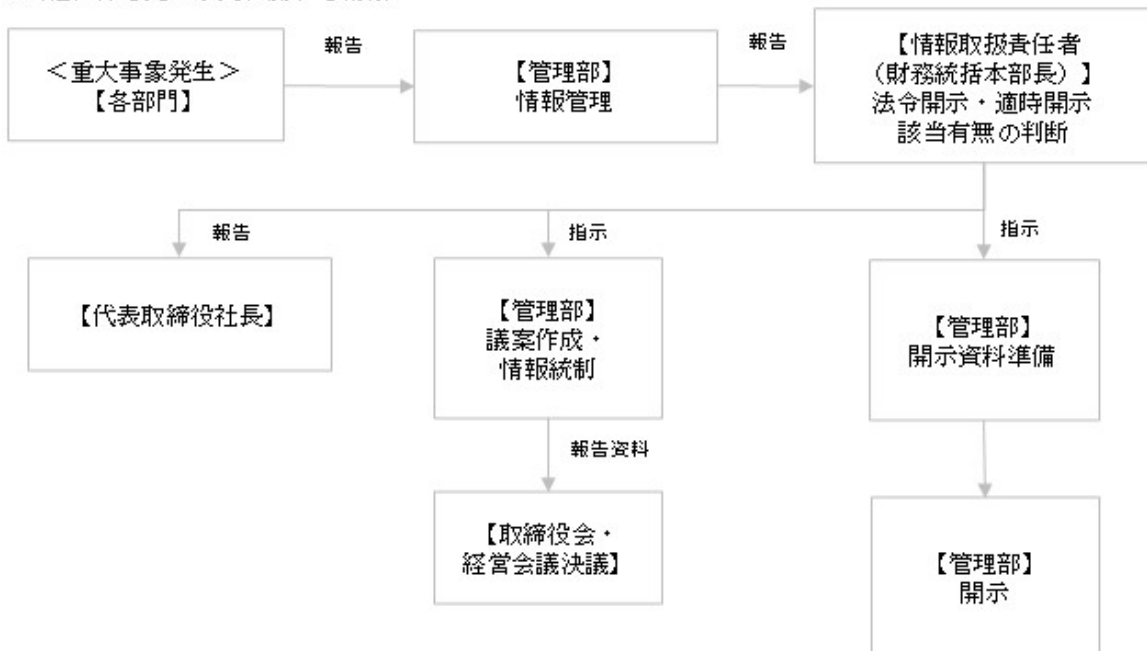 報告
報告
<重大事象発生>
【各部門】
【管理部】
情報管理
【情報取扱責任者
(財務統括本部長)】
法令開示・適時開示
該当有無の判断
報告
指示
指示
【代表取締役社長】
【管理部】
議案作成・
情報統制
【管理部】
開示資料準備
報告資料
【取締役会・
経営会議決議】
【管理部】
開示